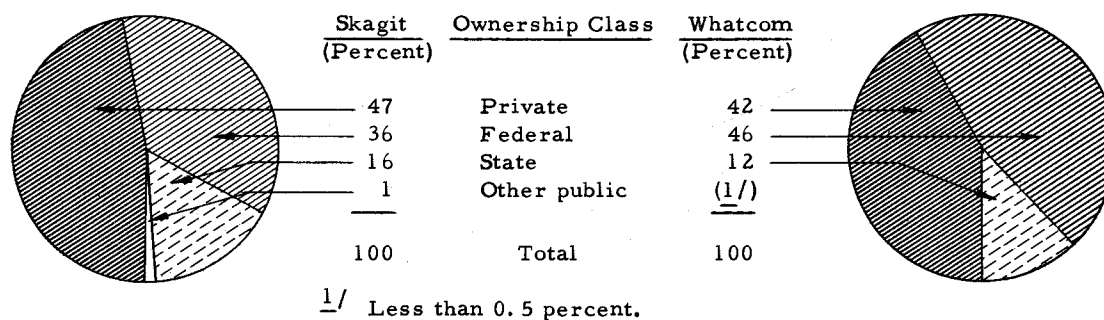 Skagit Ownership Class Whatcom
(Percent) (Percent)
47 Private 42
36 Federal 46
16 State 12
1 Other public (1/)
100 Total 100
1/ Less than 0.5 percent.